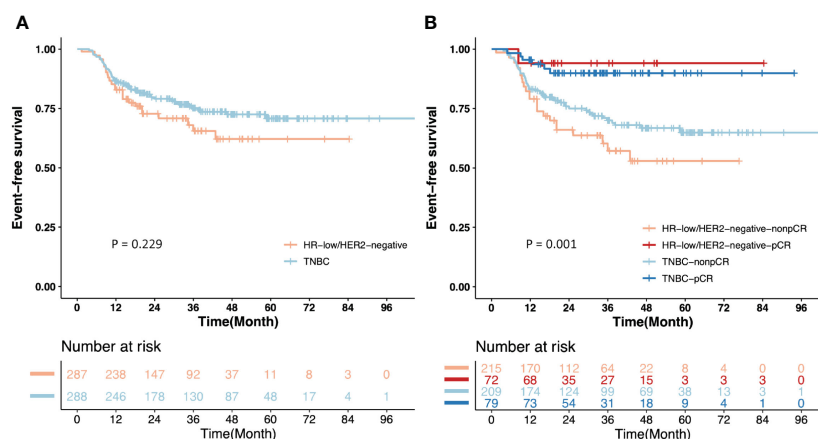 A
1.00
0.75
0.50
0.25
0.00
Event-free survival
P = 0.229
HR-low/HER2-negative
TNBC
0 12 24 36 48 60 72 84 96
Time(Month)
Number at risk
287 238 147 92 37 11 8 3 0
288 246 178 130 87 48 17 4 1
0 12 24 36 48 60 72 84 96
Time(Month)
B
1.00
0.75
0.50
0.25
0.00
Event-free survival
P = 0.001
HR-low/HER2-negative-nonpCR
HR-low/HER2-negative-pCR
TNBC-nonpCR
TNBC-pCR
0 12 24 36 48 60 72 84 96
Time(Month)
Number at risk
215 170 112 64 22 8 4 0 0
72 68 35 27 15 3 3 3 0
209 174 124 99 69 38 13 3 1
79 73 54 31 18 9 4 1 0
0 12 24 36 48 60 72 84 96
Time(Month)